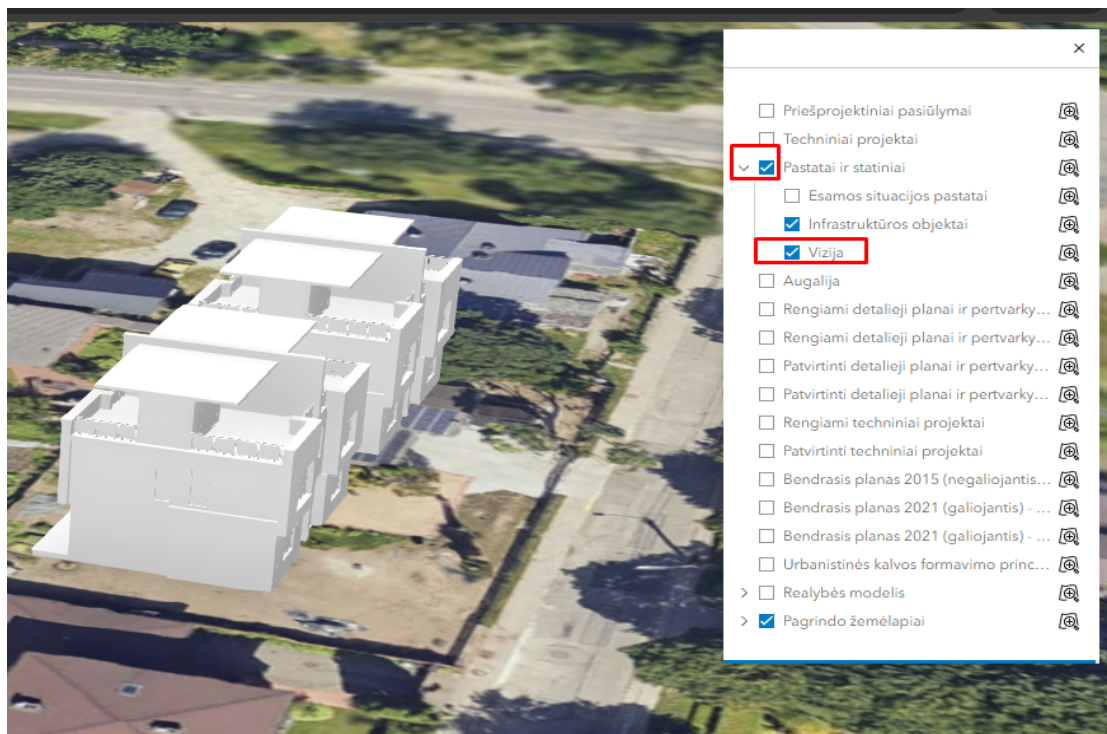 Priešprojektiniai pasiūlymai
Techniniai projektai
Pastatai ir statiniai
Esamos situacijos pastatai
Infrastruktūros objektai
Vizija
Augalija
Rengiami detalieji planai ir pertvarky...
Rengiami detalieji planai ir pertvarky...
Patvirtinti detalieji planai ir pertvarky...
Patvirtinti detalieji planai ir pertvarky...
Rengiami techniniai projektai
Patvirtinti techniniai projektai
Bendrasis planas 2015 (negaliojantis...
Bendrasis planas 2021 (galiojantis) - ...
Bendrasis planas 2021 (galiojantis) - ...
Urbanistinės kalvos formavimo princ...
Realybės modelis
Pagrindo žemėlapiai